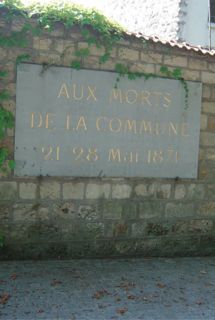 AUX MORTS
DE LA COMMUNE
21 28 Mai 1871